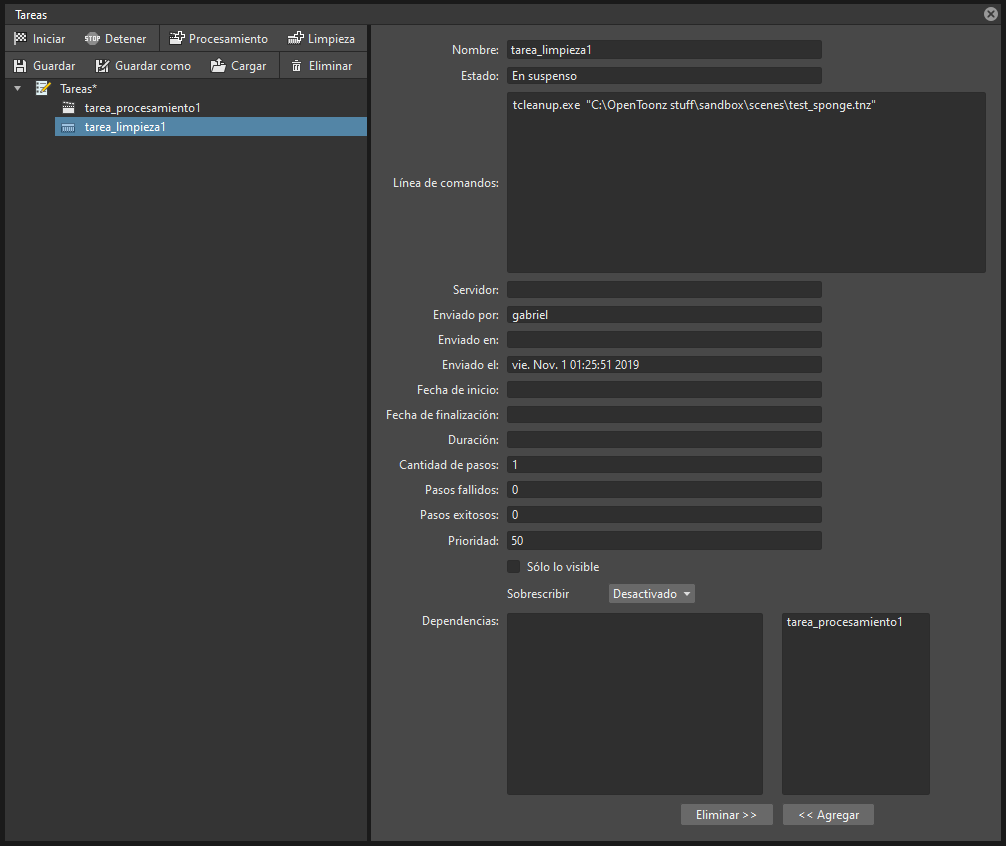 Tareas
Iniciar STOP Detener Procesamiento Limpieza
Guardar Guardar como Cargar Eliminar
Tareas*
tarea_procesamiento1
tarea_limpieza1
Nombre: tarea_limpieza1
Estado: En suspenso
Línea de comandos: tcleanup.exe "C:\OpenToonz stuff\sandbox\scenes\test_sponge.tnz"
Servidor:
Enviado por: gabriel
Enviado en:
Enviado el: vie. Nov. 1 01:25:51 2019
Fecha de inicio:
Fecha de finalización:
Duración:
Cantidad de pasos: 1
Pasos fallidos: 0
Pasos exitosos: 0
Prioridad: 50
Sólo lo visible
Sobrescribir Desactivado
Dependencias: tarea_procesamiento1
Eliminar >> << Agregar